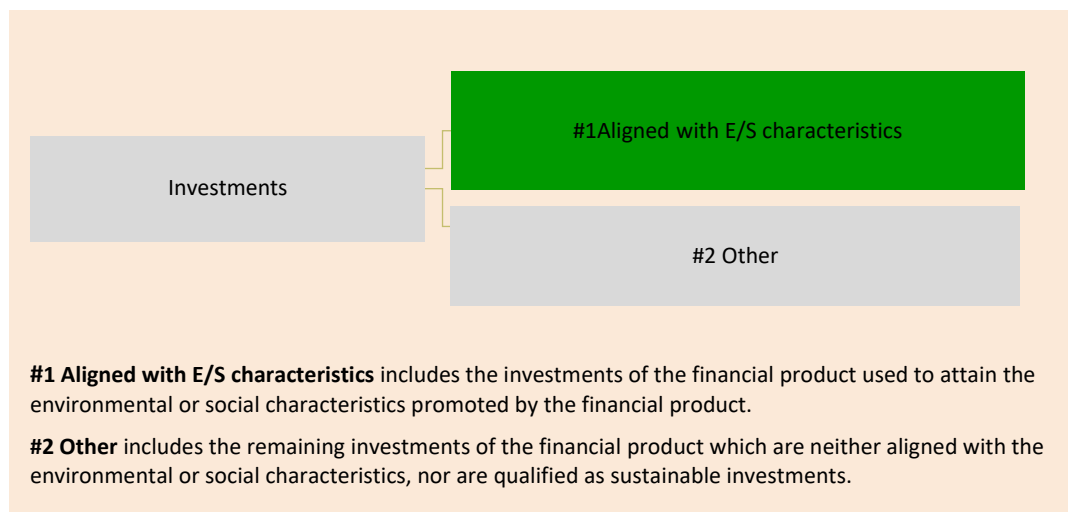 #1Aligned with E/S characteristics
Investments
#2 Other
#1 Aligned with E/S characteristics includes the investments of the financial product used to attain the
environmental or social characteristics promoted by the financial product.
#2 Other includes the remaining investments of the financial product which are neither aligned with the
environmental or social characteristics, nor are qualified as sustainable investments.